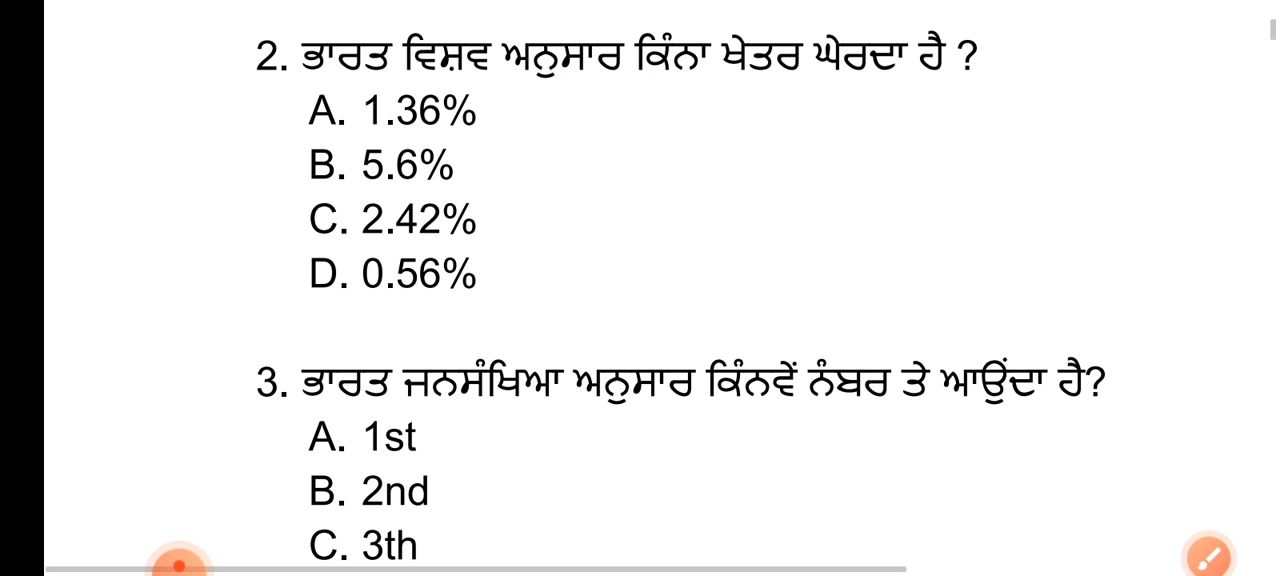 2. ਭਾਰਤ ਵਿਸ਼ਵ ਅਨੁਸਾਰ ਕਿੰਨਾ ਖੇਤਰ ਘੇਰਦਾ ਹੈ ?
A. 1.36%
B. 5.6%
C. 2.42%
D. 0.56%
3. ਭਾਰਤ ਜਨਸੰਖਿਆ ਅਨੁਸਾਰ ਕਿੰਨਵੇਂ ਨੰਬਰ ਤੇ ਆਉਂਦਾ ਹੈ?
A. 1st
B. 2nd
C. 3th